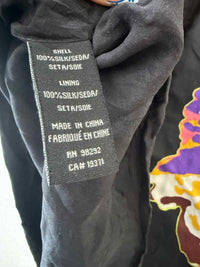 SHELL
100%SILK/SEDA/
SETA/SOIE
LINING
100%SILK/SEDA/
SETA/SOIE
MADE IN CHINA
FABRIQUÉ EN CHINE
RN 98292
CA# 19371